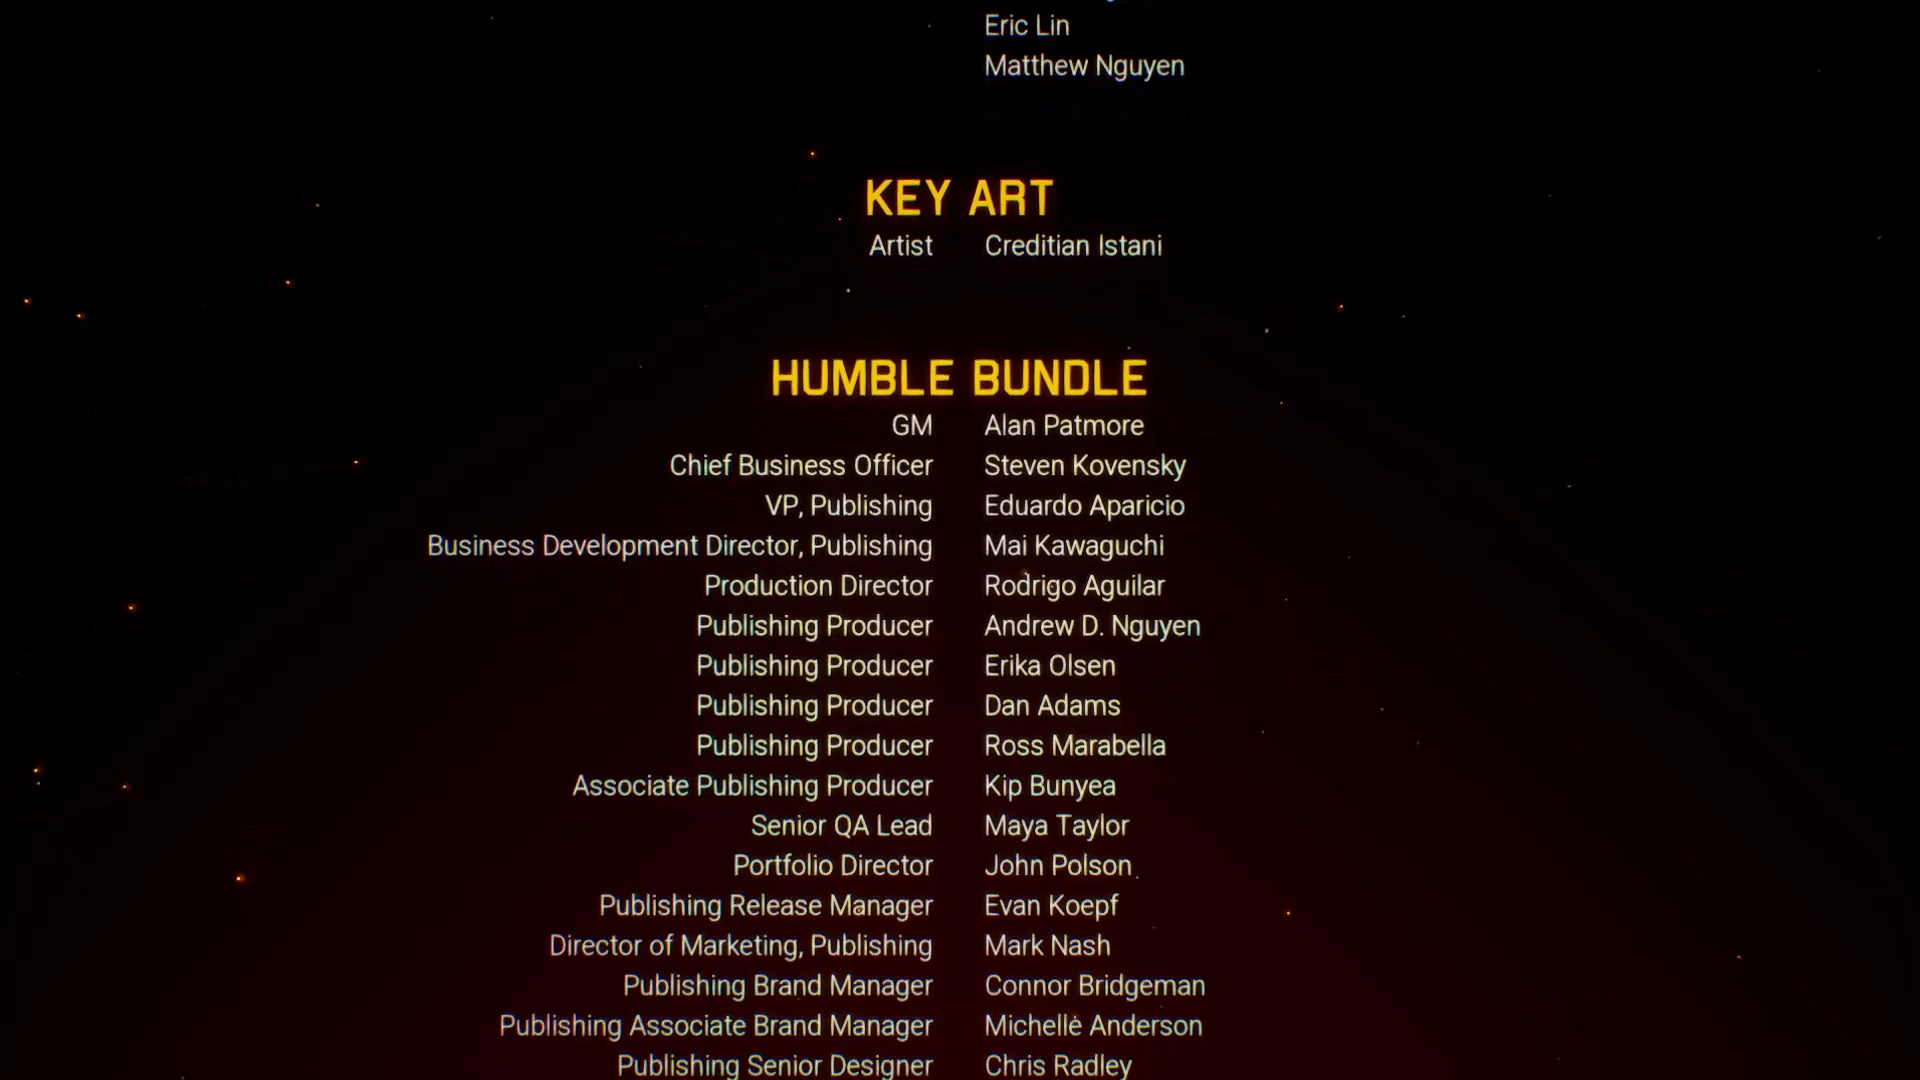 Eric Lin
Matthew Nguyen
KEY ART
Artist Creditian Istani
HUMBLE BUNDLE
GM Alan Patmore
Chief Business Officer Steven Kovensky
VP, Publishing Eduardo Aparicio
Business Development Director, Publishing Mai Kawaguchi
Production Director Rodrigo Aguilar
Publishing Producer Andrew D. Nguyen
Publishing Producer Erika Olsen
Publishing Producer Dan Adams
Publishing Producer Ross Marabella
Associate Publishing Producer Kip Bunyea
Senior QA Lead Maya Taylor
Portfolio Director John Polson
Publishing Release Manager Evan Koepf
Director of Marketing, Publishing Mark Nash
Publishing Brand Manager Connor Bridgeman
Publishing Associate Brand Manager Michelle Anderson
Publishing Senior Designer Chris Radley